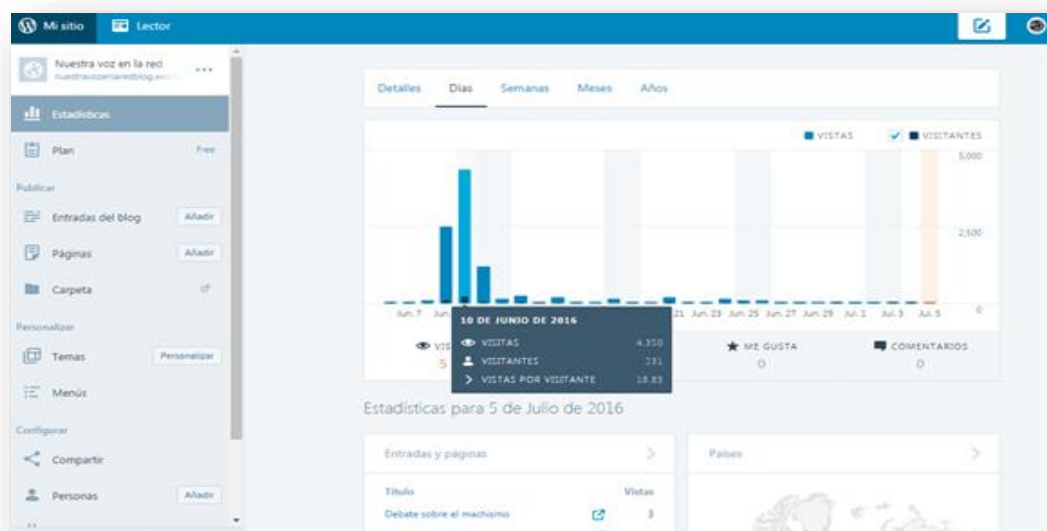 Mi sitio
Lector
Nuestra voz en la red
Estadísticas
Plan
Free
Publicar
Entradas del blog
Añadir
Páginas
Añadir
Carpeta
Personalizar
Temas
Personalizar
Menús
Configurar
Compartir
Personas
Añadir
Detalles Días Semanas Meses Años
VISTAS VISITANTES
5,000
2,500
0
Jun. 7 Jun. 21 Jun. 23 Jun. 25 Jun. 27 Jun. 29 Jul. 1 Jul. 3 Jul. 5
10 DE JUNIO DE 2016
VISITAS 4.350
VISITANTES 231
VISTAS POR VISITANTE 18.83
VIS
5
ME GUSTA
0
COMENTARIOS
0
Estadísticas para 5 de Julio de 2016
Entradas y páginas
Título Vistas
Debate sobre el machismo 3
Países